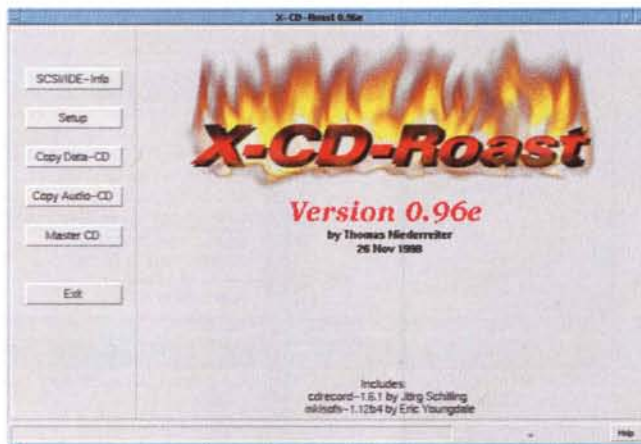 X-CD-Roast 0.96e
SCSI/IDE-Info
Setup
Copy Data-CD
Copy Audio-CD
Master CD
Exit
X-CD-Roast
Version 0.96e
by Thomas Niederreiter
26 Nov 1998
Includes:
cdrecord-1.6.1 by Jörg Schilling
mkisofs-1.12b4 by Eric Youngdale
Help